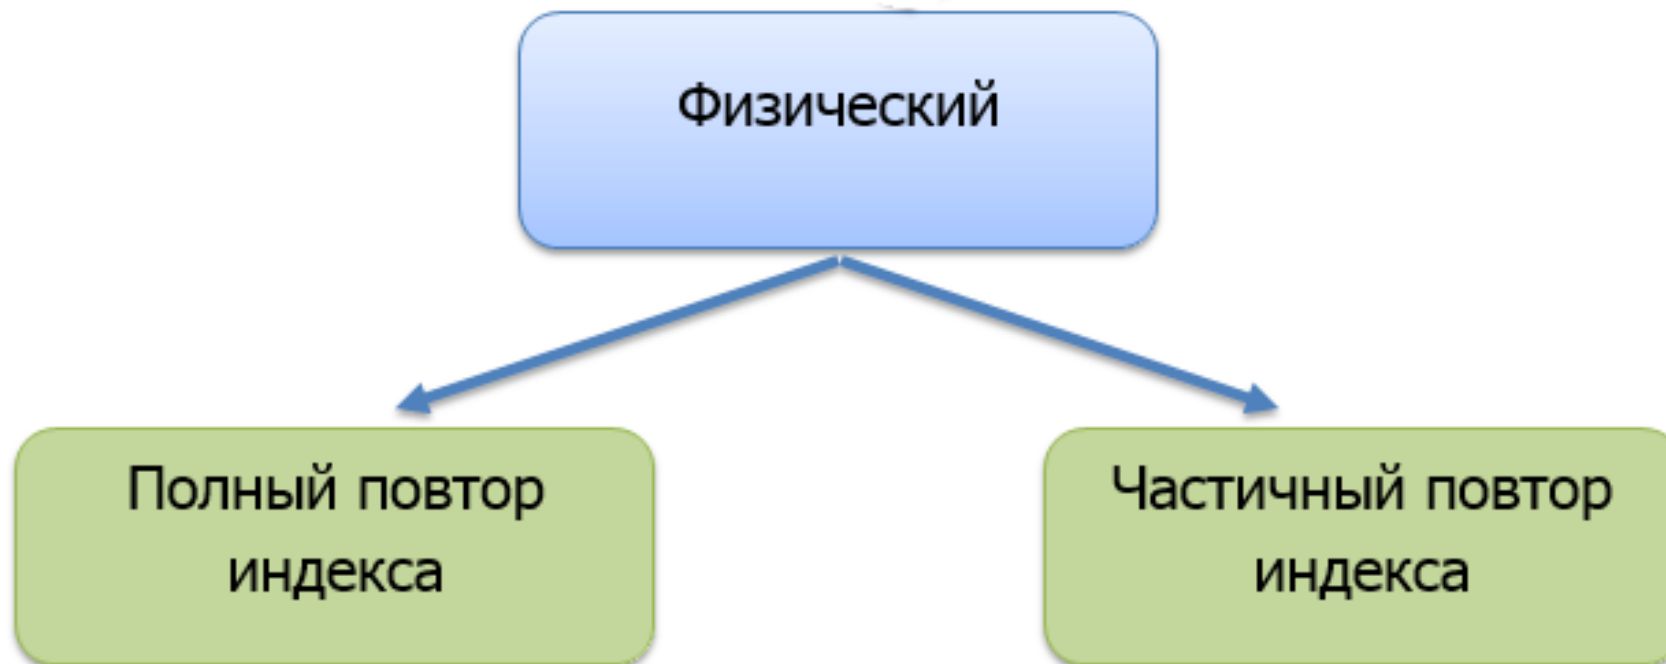 Физический
Полный повтор
индекса
Частичный повтор
индекса